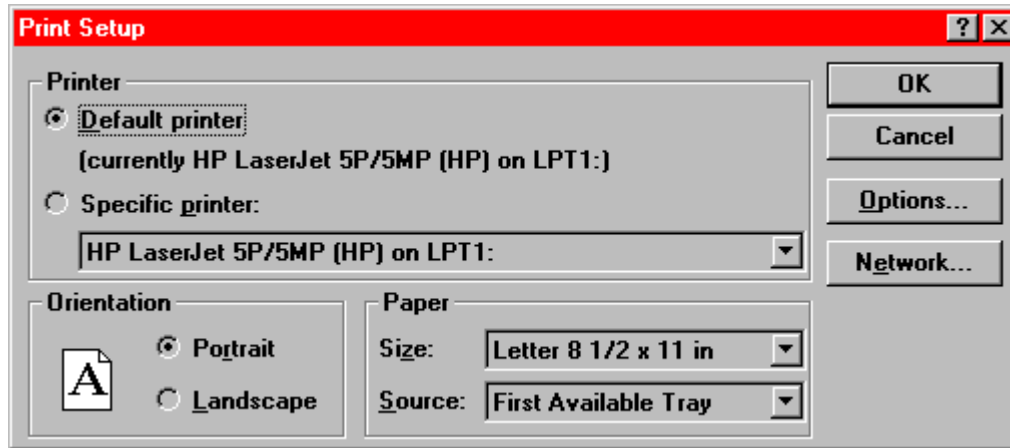 Print Setup
Printer
Default printer
(currently HP LaserJet 5P/5MP (HP) on LPT1:)
Specific printer:
HP LaserJet 5P/5MP (HP) on LPT1:
OK
Cancel
Options...
Network...
Orientation
A
Portrait
Landscape
Paper
Size:
Letter 8 1/2 x 11 in
Source:
First Available Tray